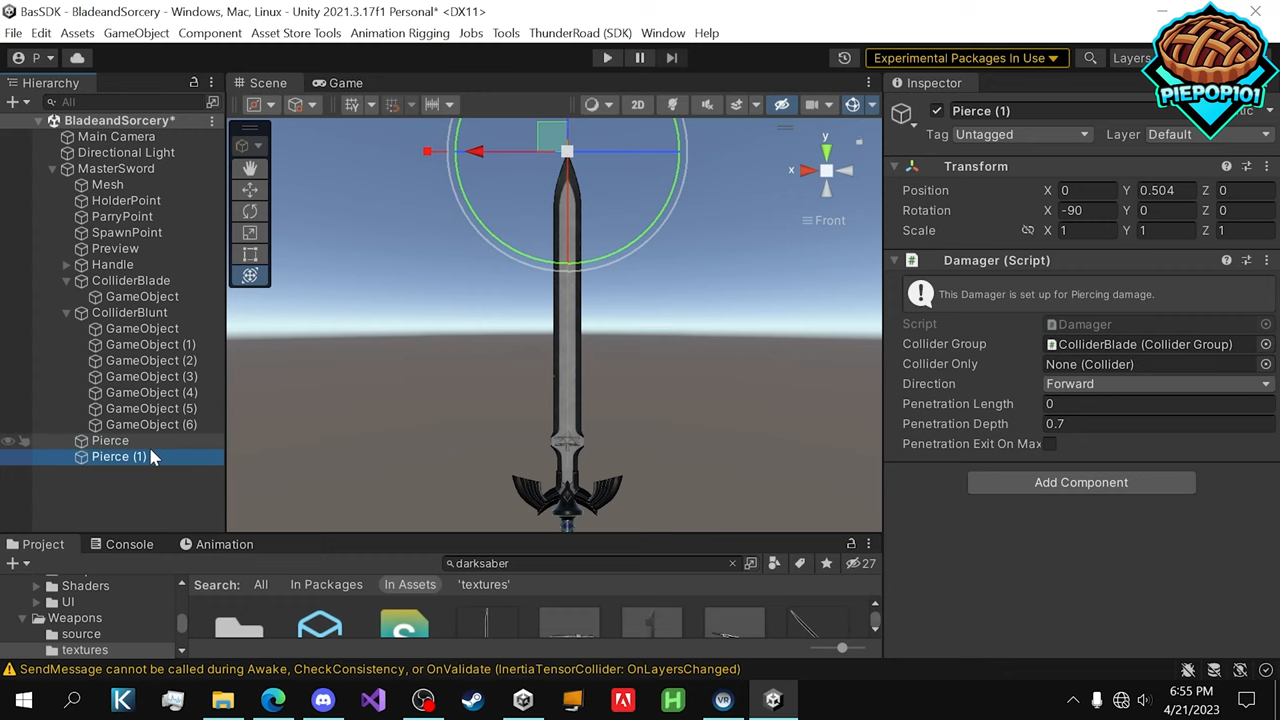 BasSDK - BladeandSorcery - Windows, Mac, Linux - Unity 2021.3.17f1 Personal* <DX11>
File Edit Assets GameObject Component Asset Store Tools Animation Rigging Jobs Tools ThunderRoad (SDK) Window Help
P Experimental Packages In Use Layers
PIEPOP101
Hierarchy
All
BladeandSorcery*
Main Camera
Directional Light
MasterSword
Mesh
HolderPoint
ParryPoint
SpawnPoint
Preview
Handle
ColliderBlade
GameObject
ColliderBlunt
GameObject
GameObject (1)
GameObject (2)
GameObject (3)
GameObject (4)
GameObject (5)
GameObject (6)
Pierce
Pierce (1)
Scene Game
2D
y
x
Front
Inspector
Pierce (1)
Tag Untagged Layer Default
Transform
Position X 0 Y 0.504 Z 0
Rotation X -90 Y 0 Z 0
Scale X 1 Y 1 Z 1
Damager (Script)
This Damager is set up for Piercing damage.
Script Damager
Collider Group ColliderBlade (Collider Group)
Collider Only None (Collider)
Direction Forward
Penetration Length 0
Penetration Depth 0.7
Penetration Exit On Max
Add Component
Project Console Animation
darksaber
27
Shaders
UI
Weapons
source
textures
Search: All In Packages In Assets 'textures'
SendMessage cannot be called during Awake, CheckConsistency, or OnValidate (InertiaTensorCollider: OnLayersChanged)
6:55 PM
4/21/2023